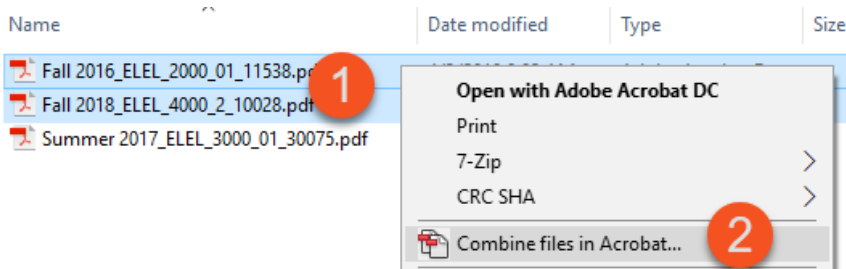 Name Date modified Type Size
Fall 2016_ELEL_2000_01_11538.pdf
1
Fall 2018_ELEL_4000_2_10028.pdf
Summer 2017_ELEL_3000_01_30075.pdf
Open with Adobe Acrobat DC
Print
7-Zip
CRC SHA
Combine files in Acrobat...
2